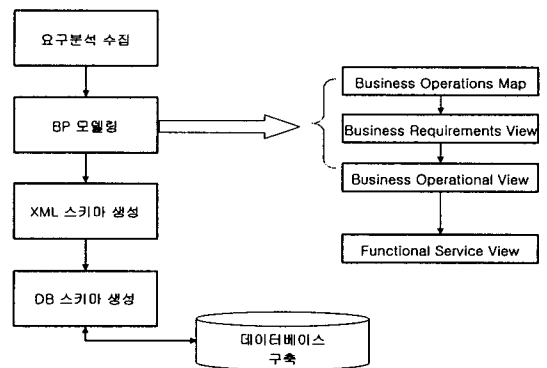 요구분석 수집
BP 모델링
XML 스키마 생성
DB 스키마 생성
데이터베이스
구축
Business Operations Map
Business Requirements View
Business Operational View
Functional Service View